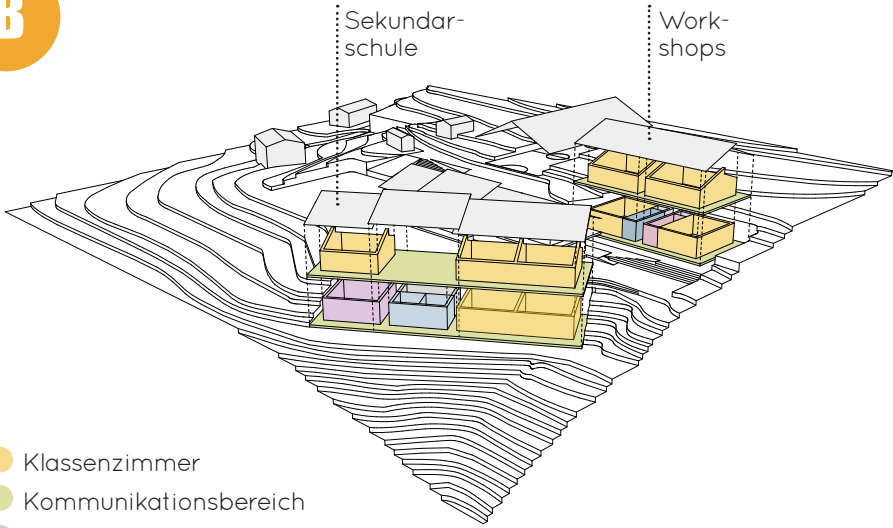 B
Sekundar-
schule
Work-
shops
Klassenzimmer
Kommunikationsbereich